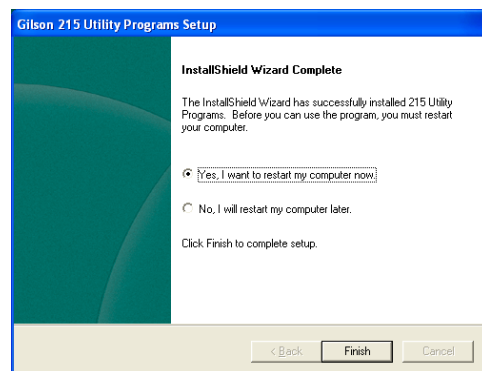 Gilson 215 Utility Programs Setup
InstallShield Wizard Complete
The InstallShield Wizard has successfully installed 215 Utility
Programs. Before you can use the program, you must restart
your computer.
Yes, I want to restart my computer now.
No, I will restart my computer later.
Click Finish to complete setup.
< Back Finish Cancel